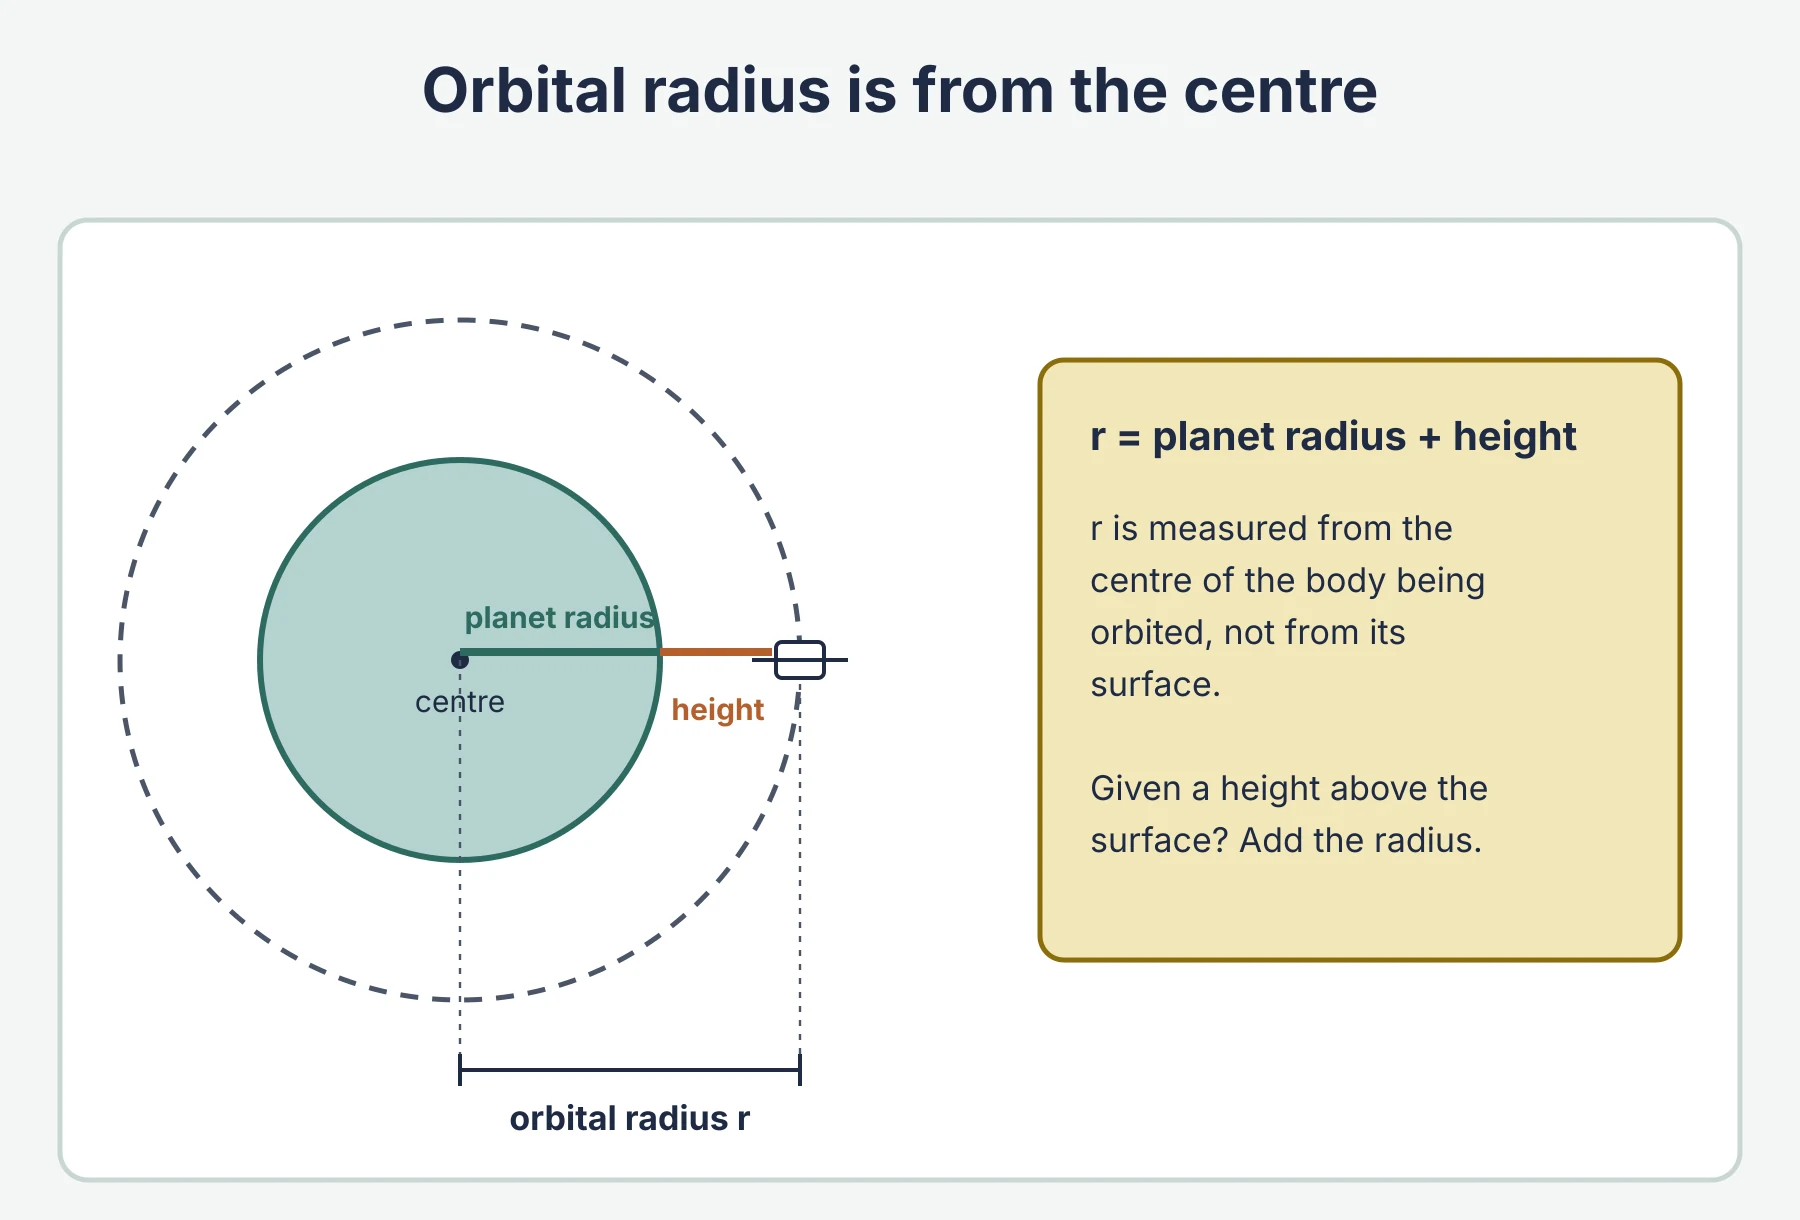 Orbital radius is from the centre
planet radius
centre
height
orbital radius r
r = planet radius + height
r is measured from the
centre of the body being
orbited, not from its
surface.
Given a height above the
surface? Add the radius.